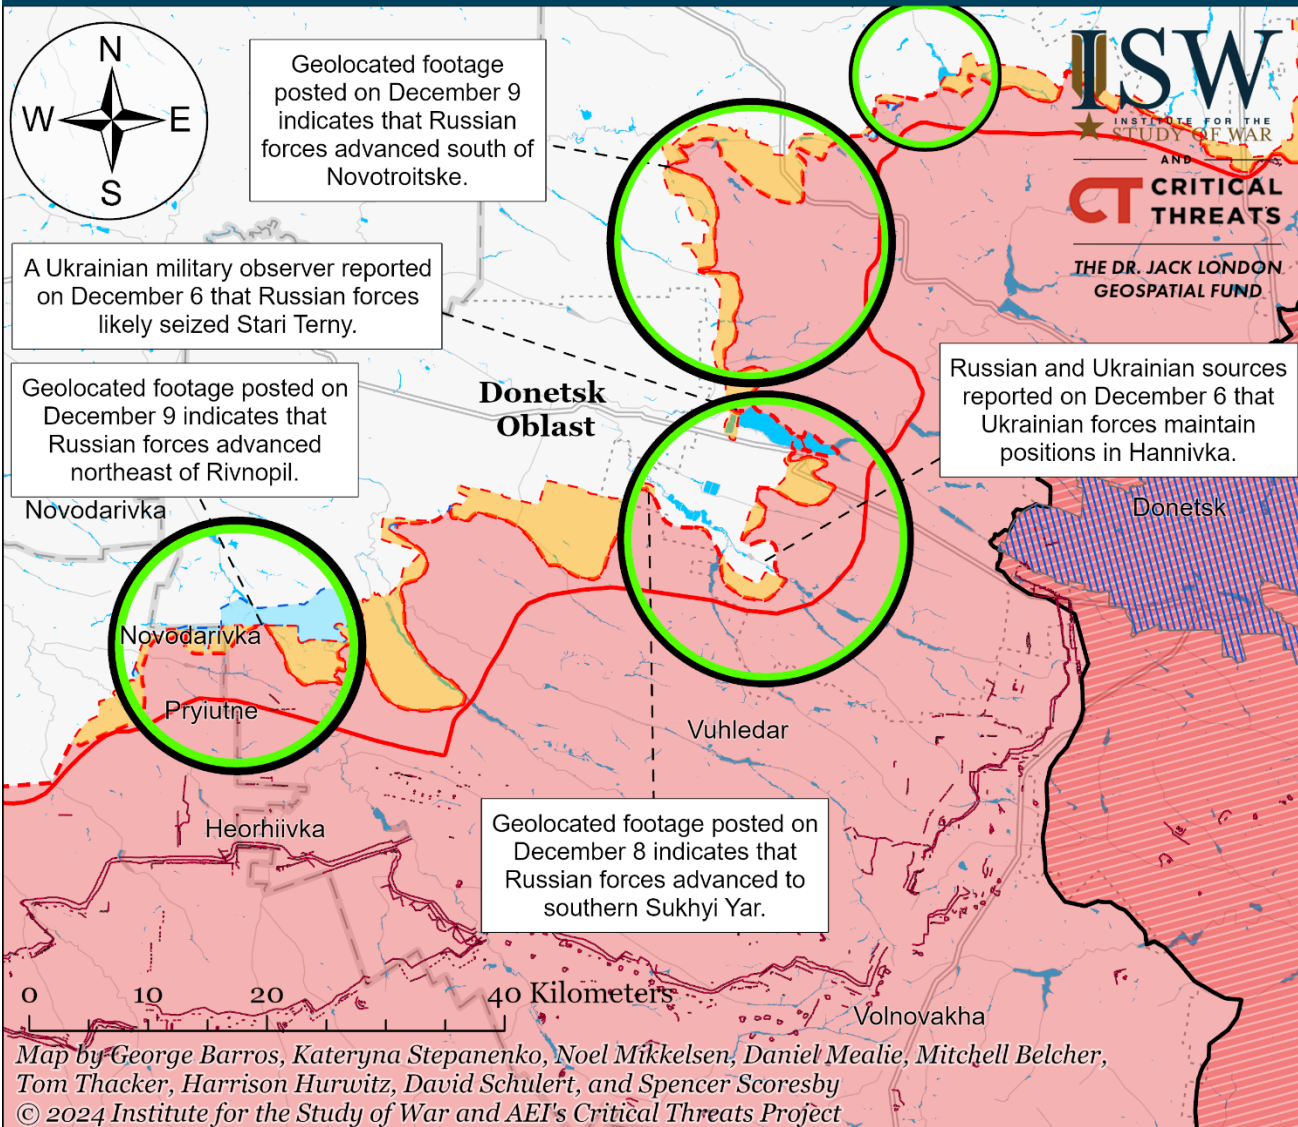 N
W
E
S
Geolocated footage
posted on December 9
indicates that Russian
forces advanced south of
Novotroitske.
ISW
INSTITUTE FOR THE
STUDY OF WAR
AND
CT CRITICAL
THREATS
THE DR. JACK LONDON
GEOSPATIAL FUND
A Ukrainian military observer reported
on December 6 that Russian forces
likely seized Stari Terny.
Geolocated footage posted on
December 9 indicates that
Russian forces advanced
northeast of Rivnopil.
Donetsk
Oblast
Russian and Ukrainian sources
reported on December 6 that
Ukrainian forces maintain
positions in Hannivka.
Novodarivka
Donetsk
Novodarivka
Pryiutne
Vuhledar
Heorhiivka
Geolocated footage posted on
December 8 indicates that
Russian forces advanced to
southern Sukhyi Yar.
0 10 20 40 Kilometers
Volnovakha
Map by George Barros, Kateryna Stepanenko, Noel Mikkelsen, Daniel Mealie, Mitchell Belcher,
Tom Thacker, Harrison Hurwitz, David Schulert, and Spencer Scoresby
© 2024 Institute for the Study of War and AEI's Critical Threats Project